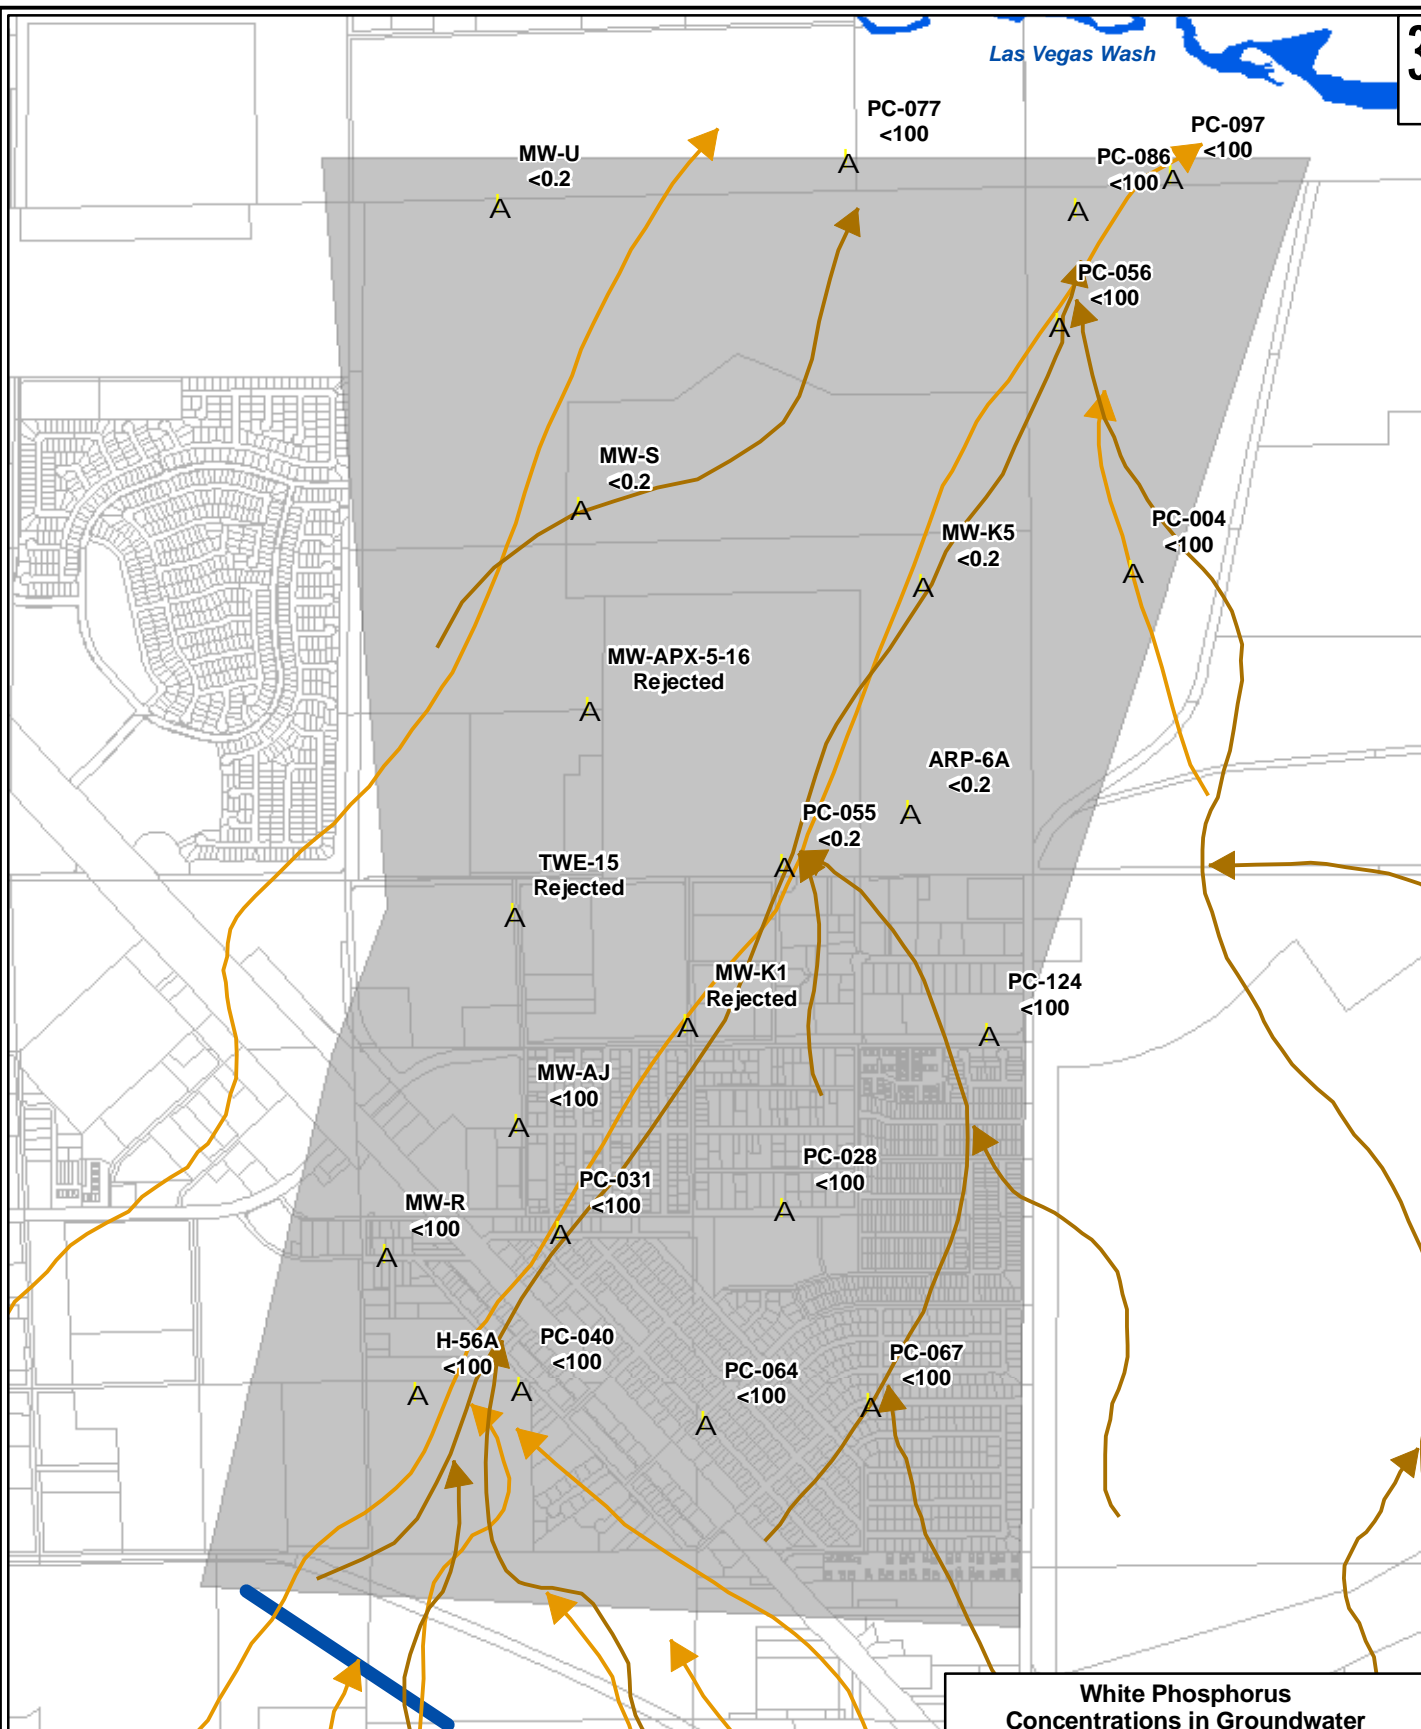 Las Vegas Wash
3
PC-077
<100
PC-097
<100
MW-U
<0.2
PC-086
<100
A
A
A
A
PC-056
<100
A
MW-S
<0.2
A
PC-004
<100
MW-K5
<0.2
A
A
MW-APX-5-16
Rejected
A
ARP-6A
<0.2
A
PC-055
<0.2
A
TWE-15
Rejected
A
MW-K1
Rejected
A
PC-124
<100
A
MW-AJ
<100
A
PC-028
<100
A
PC-031
<100
A
MW-R
<100
A
H-56A
<100
A
PC-040
<100
A
PC-064
<100
A
PC-067
<100
A
White Phosphorus
Concentrations in Groundwater